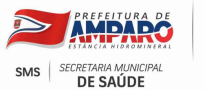 PREFEITURA DE
AMPARO
ESTÂNCIA HIDROMINERAL
SMS
SECRETARIA MUNICIPAL
DE SAÚDE